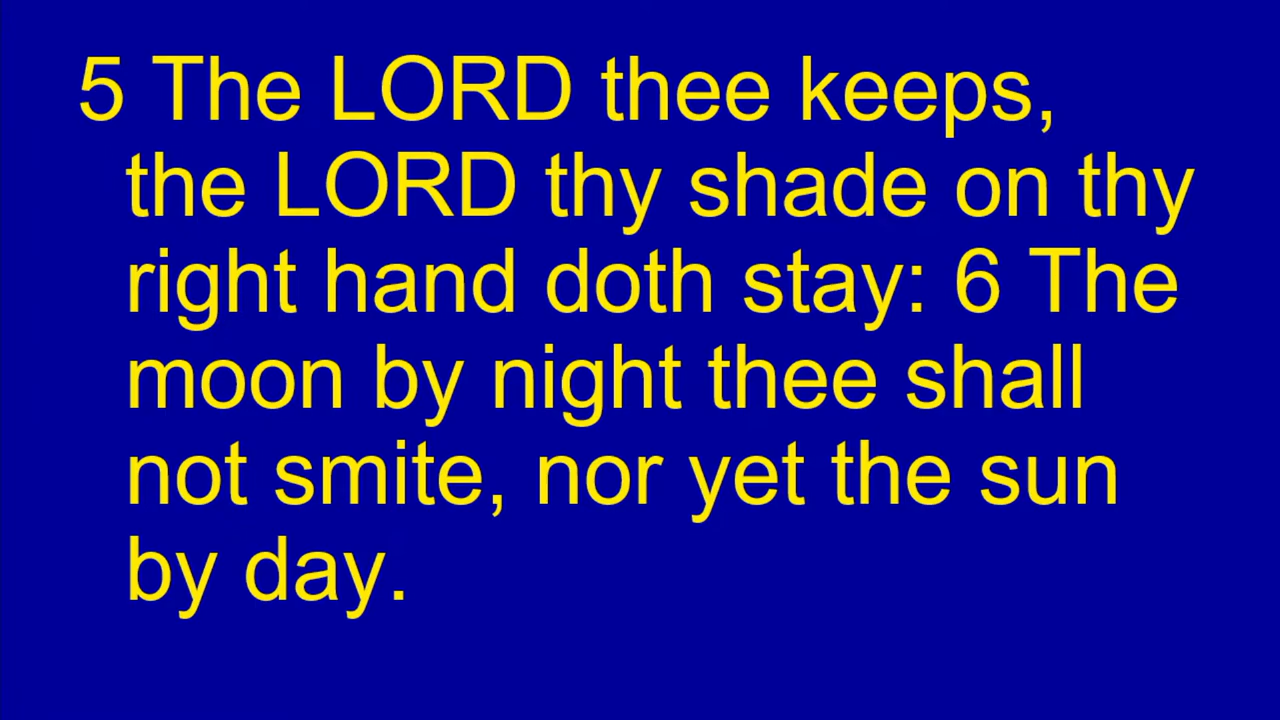 5 The LORD thee keeps,
the LORD thy shade on thy
right hand doth stay: 6 The
moon by night thee shall
not smite, nor yet the sun
by day.